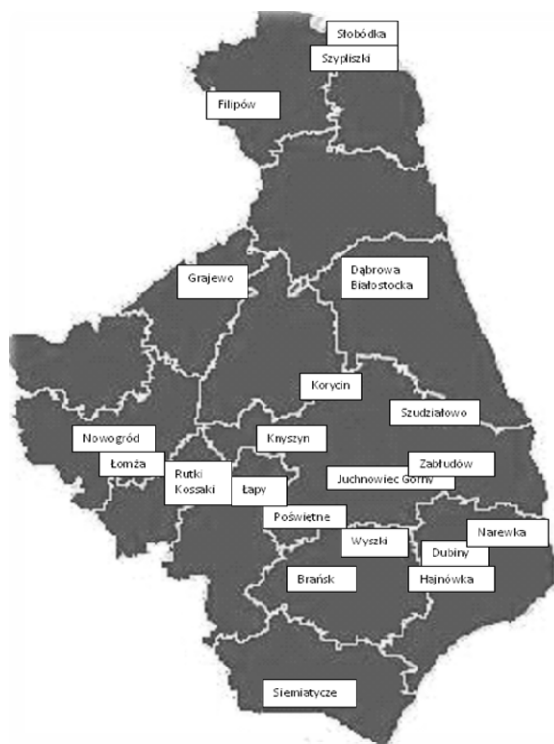 Słobódka
Szypliszki
Filipów
Grajewo
Dąbrowa
Białostocka
Korycin
Szudziałowo
Nowogród
Knyszyn
Łomża
Zabłudów
Rutki
Kossaki
Łapy
Juchnowiec Górny
Poświętne
Narewka
Wyszki
Dubiny
Brańsk
Hajnówka
Siemiatycze